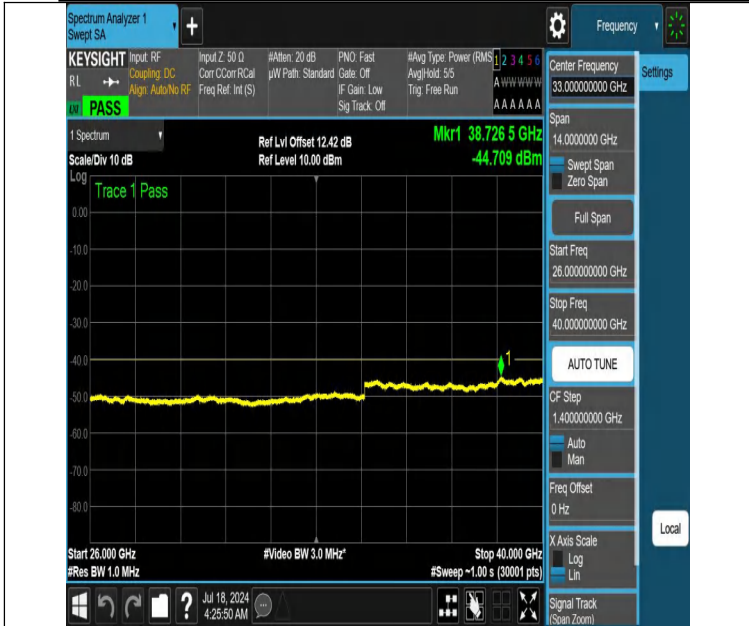 Spectrum Analyzer 1
Swept SA
+
Frequency
KEYSIGHT
RL
LXI
PASS
Input: RF
Coupling: DC
Align: Auto/No RF
Input Z: 50 Ω
Corr CCorr RCal
Freq Ref: Int (S)
#Atten: 20 dB
µW Path: Standard
PNO: Fast
Gate: Off
IF Gain: Low
Sig Track: Off
#Avg Type: Power (RMS
Avg|Hold: 5/5
Trig: Free Run
1 2 3 4 5 6
A W W W W W
A A A A A A
1 Spectrum
Scale/Div 10 dB
Ref Lvl Offset 12.42 dB
Ref Level 10.00 dBm
Mkr1 38.726 5 GHz
-44.709 dBm
Log
Trace 1 Pass
0.00
-10.0
-20.0
-30.0
-40.0
-50.0
-60.0
-70.0
-80.0
1
Start 26.000 GHz
#Res BW 1.0 MHz
#Video BW 3.0 MHz*
Stop 40.000 GHz
#Sweep ~1.00 s (30001 pts)
?
Jul 18, 2024
4:25:50 AM
Center Frequency
33.000000000 GHz
Settings
Span
14.0000000 GHz
Swept Span
Zero Span
Full Span
Start Freq
26.000000000 GHz
Stop Freq
40.000000000 GHz
AUTO TUNE
CF Step
1.400000000 GHz
Auto
Man
Freq Offset
0 Hz
X Axis Scale
Log
Lin
Local
Signal Track
(Span Zoom)